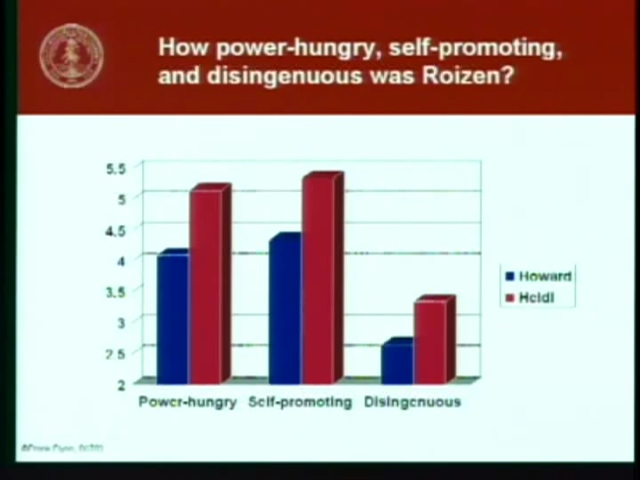 How power-hungry, self-promoting,
and disingenuous was Roizen?
5.5
5
4.5
4
3.5
3
2.5
2
Power-hungry Self-promoting Disingenuous
Howard
Heidi